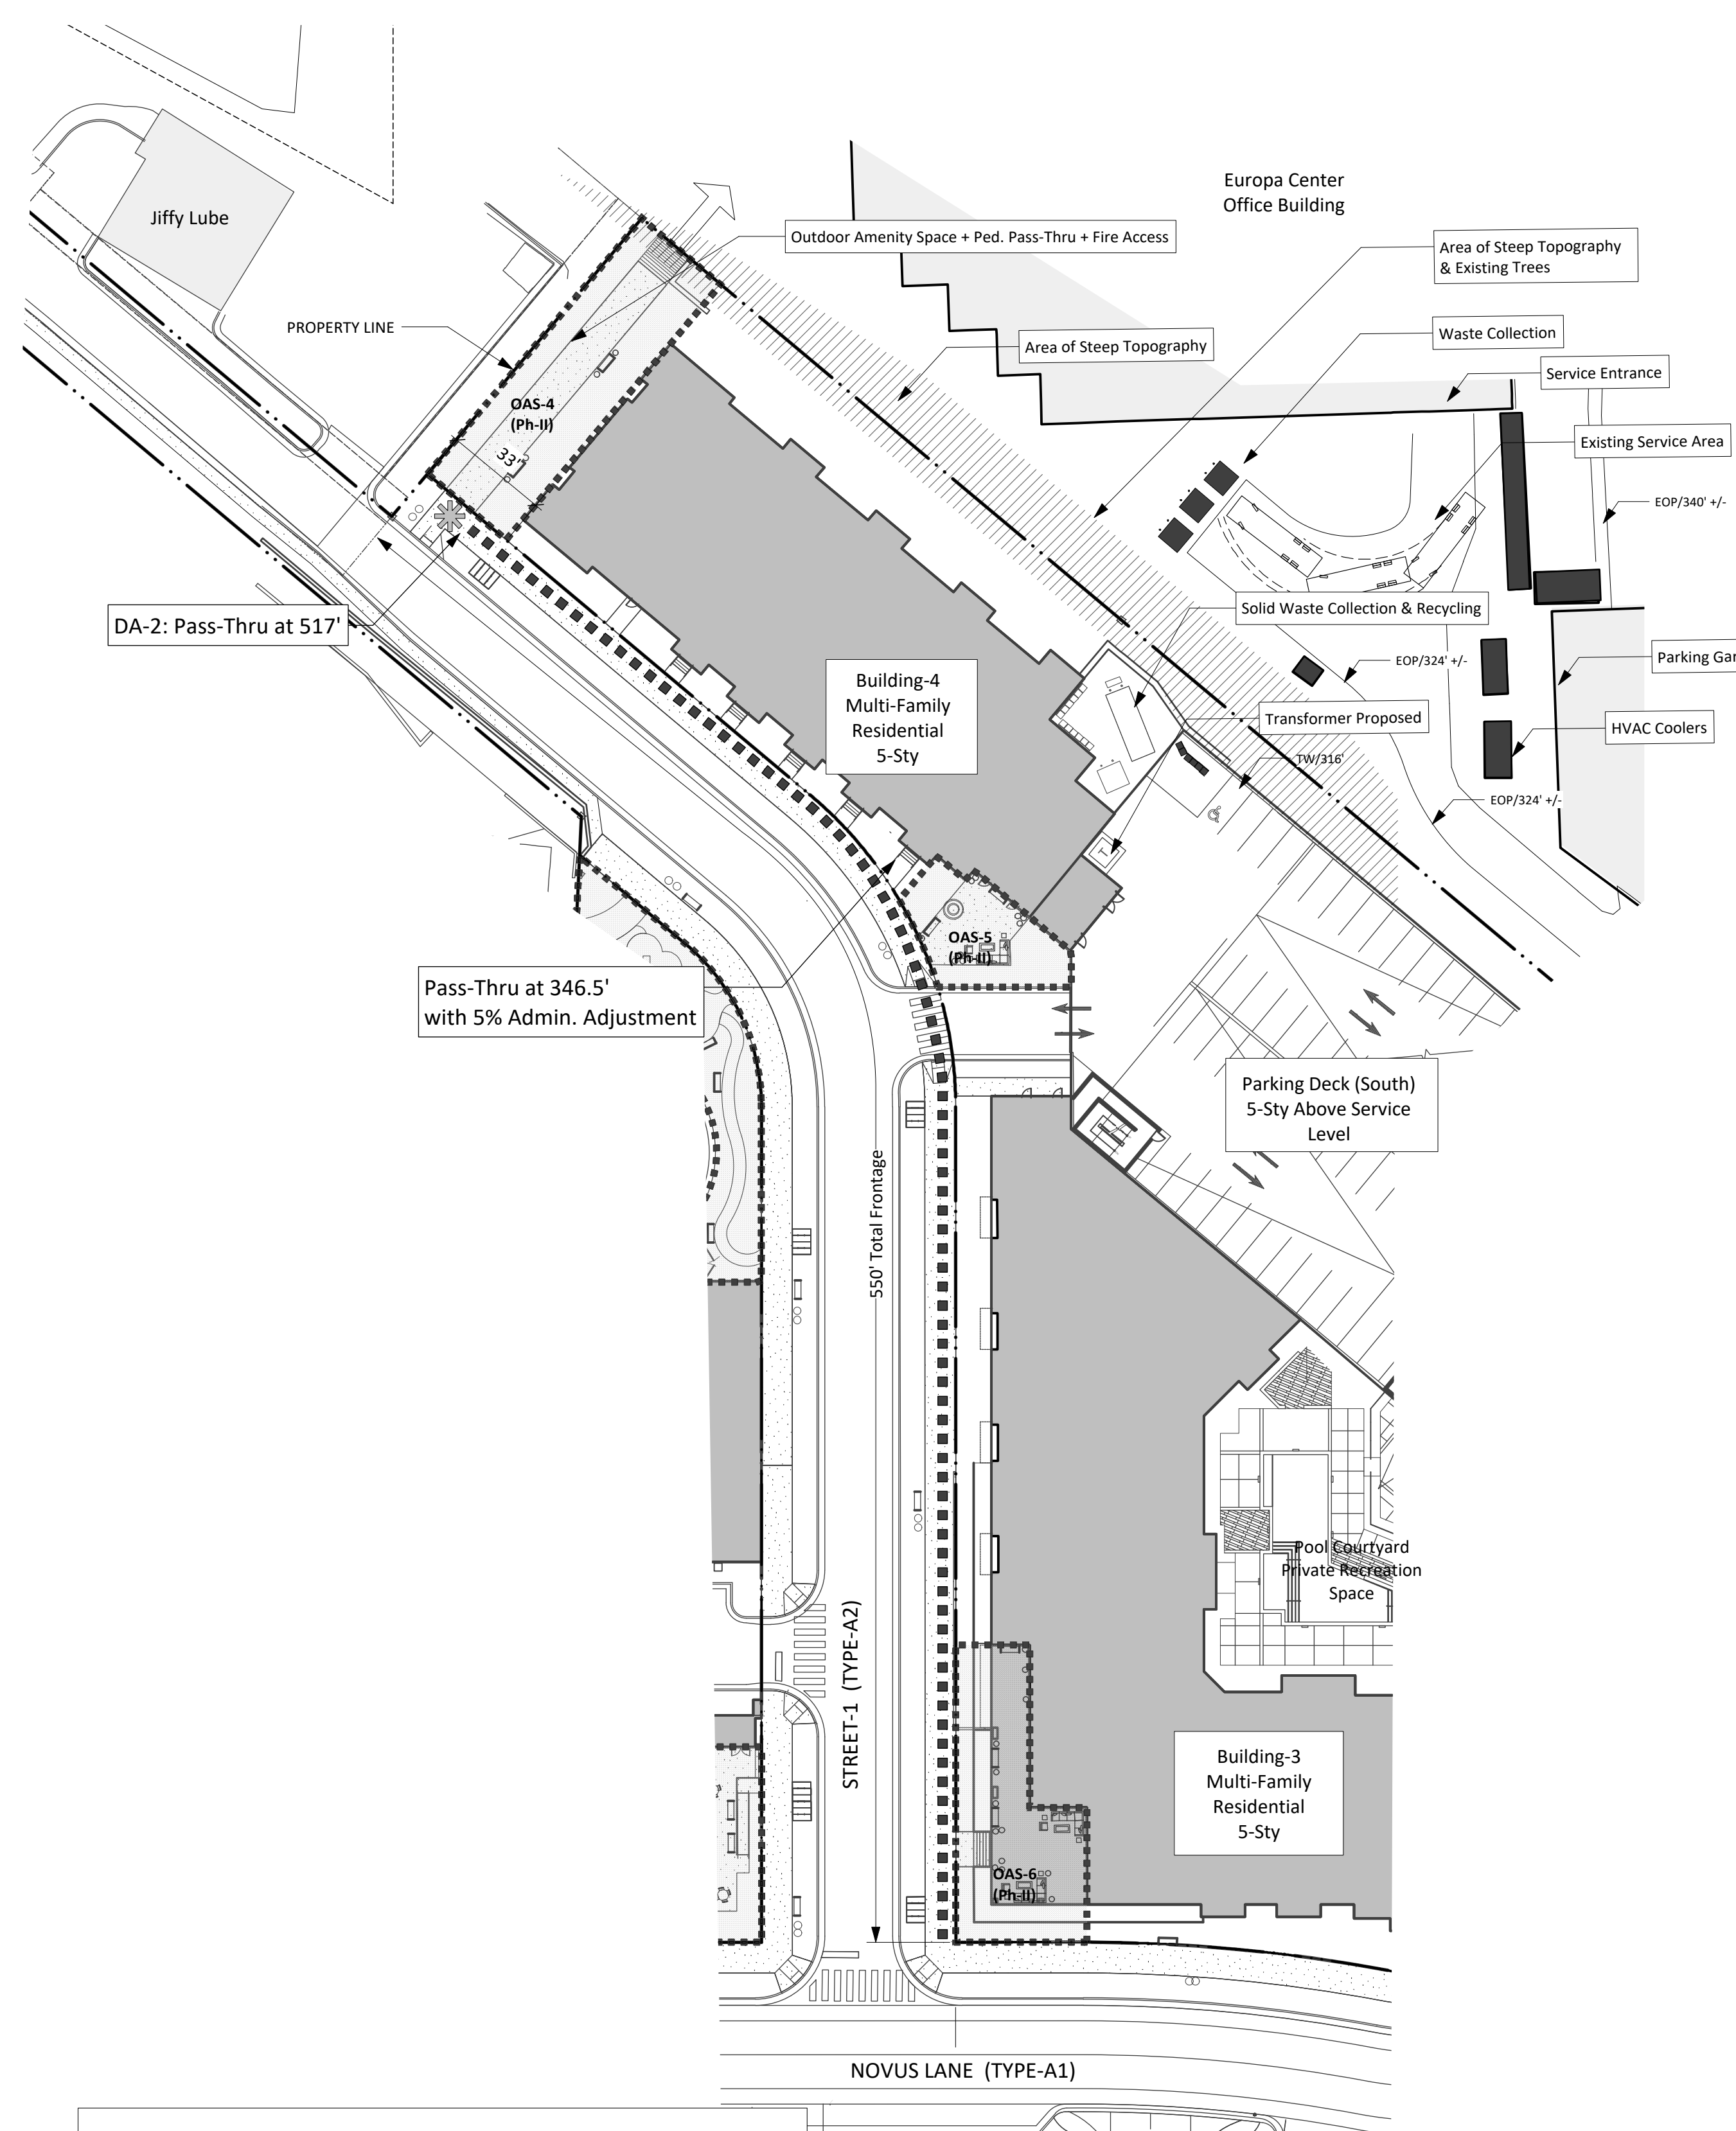 Europa Center
Office Building
Jiffy Lube
Outdoor Amenity Space + Ped. Pass-Thru + Fire Access
Area of Steep Topography
& Existing Trees
PROPERTY LINE
Area of Steep Topography
Waste Collection
Service Entrance
OAS-4
(Ph-II)
33'
Existing Service Area
EOP/340' +/-
DA-2: Pass-Thru at 517'
Solid Waste Collection & Recycling
EOP/324' +/-
Parking Gar
Building-4
Multi-Family
Residential
5-Sty
Transformer Proposed
HVAC Coolers
TW/316'
EOP/324' +/-
T
OAS-5
(Ph-II)
Pass-Thru at 346.5'
with 5% Admin. Adjustment
Parking Deck (South)
5-Sty Above Service
Level
550' Total Frontage
Pool Courtyard
Private Recreation
Space
STREET-1 (TYPE-A2)
Building-3
Multi-Family
Residential
5-Sty
OAS-6
(Ph-II)
NOVUS LANE (TYPE-A1)